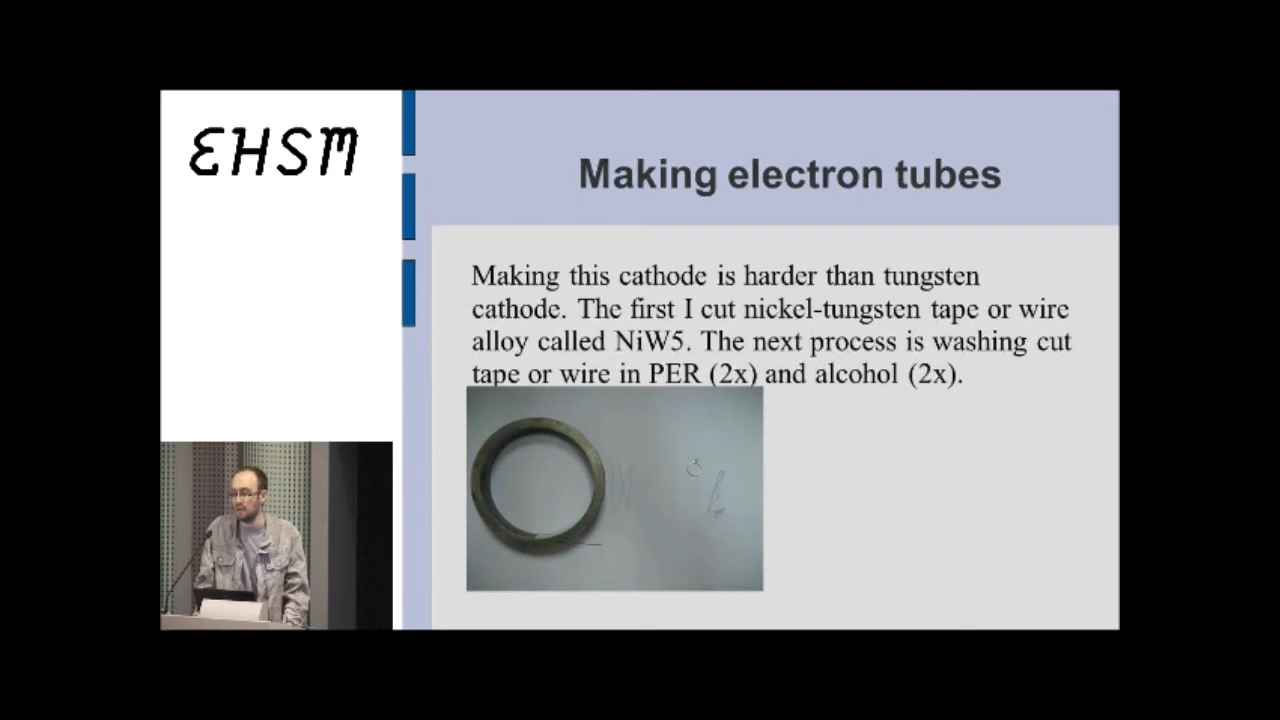 EHSM
Making electron tubes
Making this cathode is harder than tungsten
cathode. The first I cut nickel-tungsten tape or wire
alloy called NiW5. The next process is washing cut
tape or wire in PER (2x) and alcohol (2x).